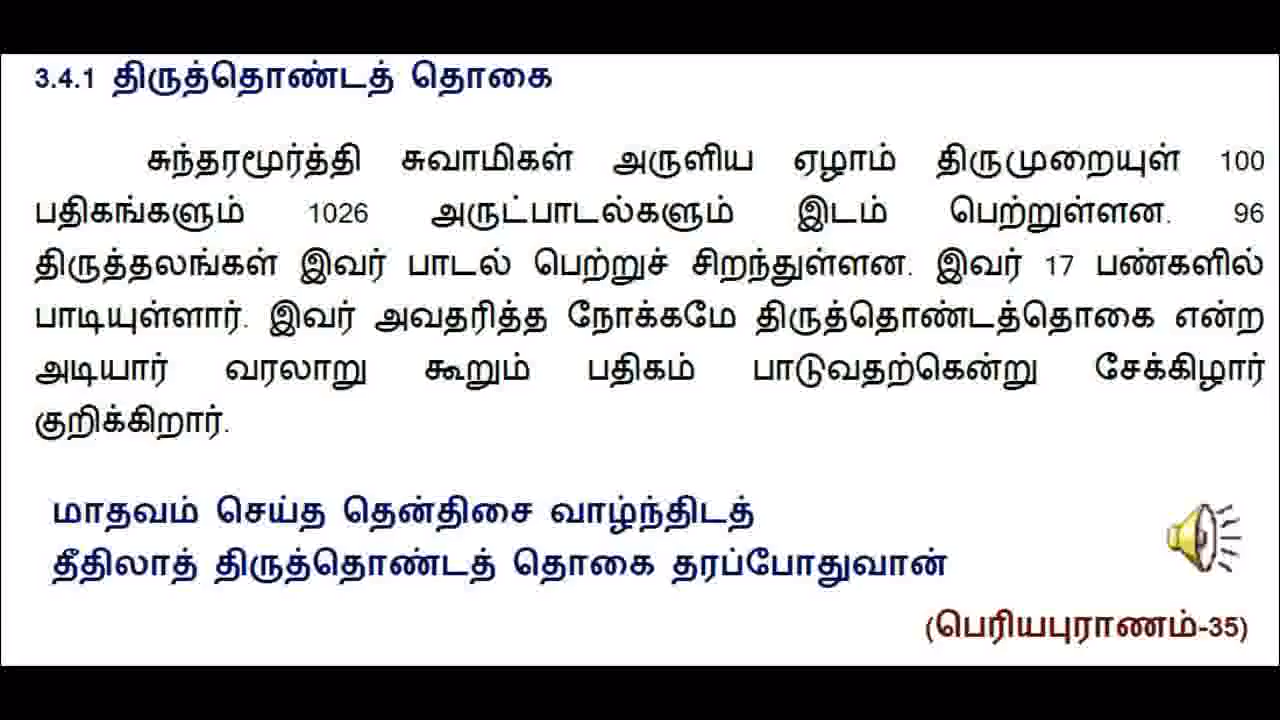 3.4.1 திருத்தொண்டத் தொகை
சுந்தரமூர்த்தி சுவாமிகள் அருளிய ஏழாம் திருமுறையுள் 100
பதிகங்களும் 1026 அருட்பாடல்களும் இடம் பெற்றுள்ளன. 96
திருத்தலங்கள் இவர் பாடல் பெற்றுச் சிறந்துள்ளன. இவர் 17 பண்களில்
பாடியுள்ளார். இவர் அவதரித்த நோக்கமே திருத்தொண்டத்தொகை என்ற
அடியார் வரலாறு கூறும் பதிகம் பாடுவதற்கென்று சேக்கிழார்
குறிக்கிறார்.
மாதவம் செய்த தென்திசை வாழ்ந்திடத்
தீதிலாத் திருத்தொண்டத் தொகை தரப்போதுவான்
(பெரியபுராணம்-35)